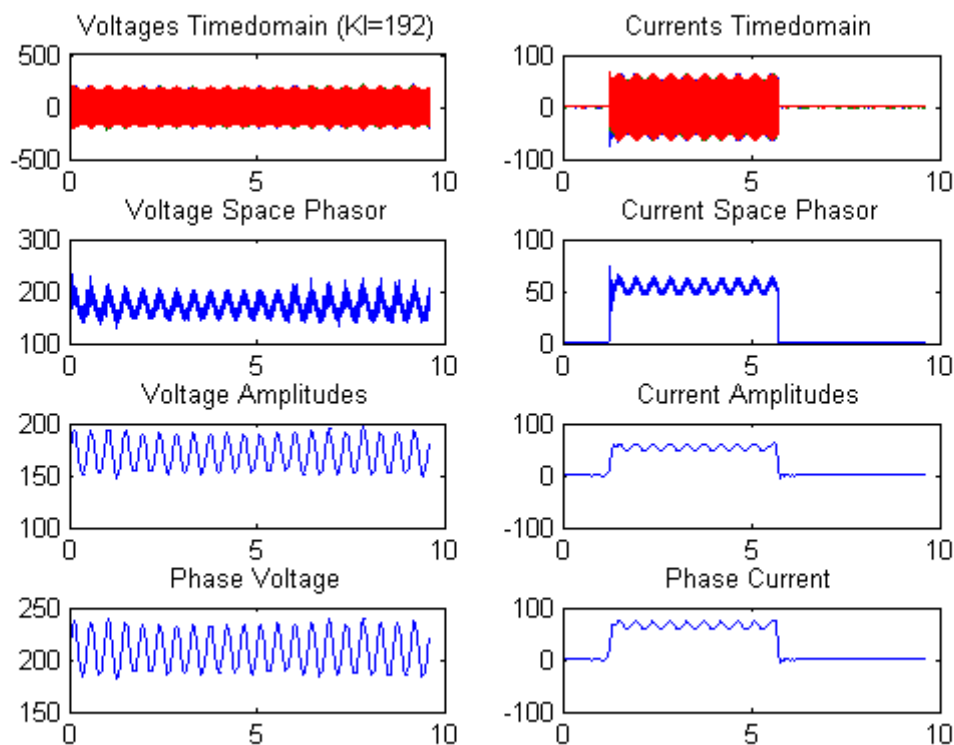 Voltages Timedomain (KI=192)
500
0
-500
0 5 10
Currents Timedomain
100
0
-100
0 5 10
Voltage Space Phasor
300
200
100
0 5 10
Current Space Phasor
100
50
0
0 5 10
Voltage Amplitudes
200
150
100
0 5 10
Current Amplitudes
100
0
-100
0 5 10
Phase Voltage
250
200
150
0 5 10
Phase Current
100
0
-100
0 5 10